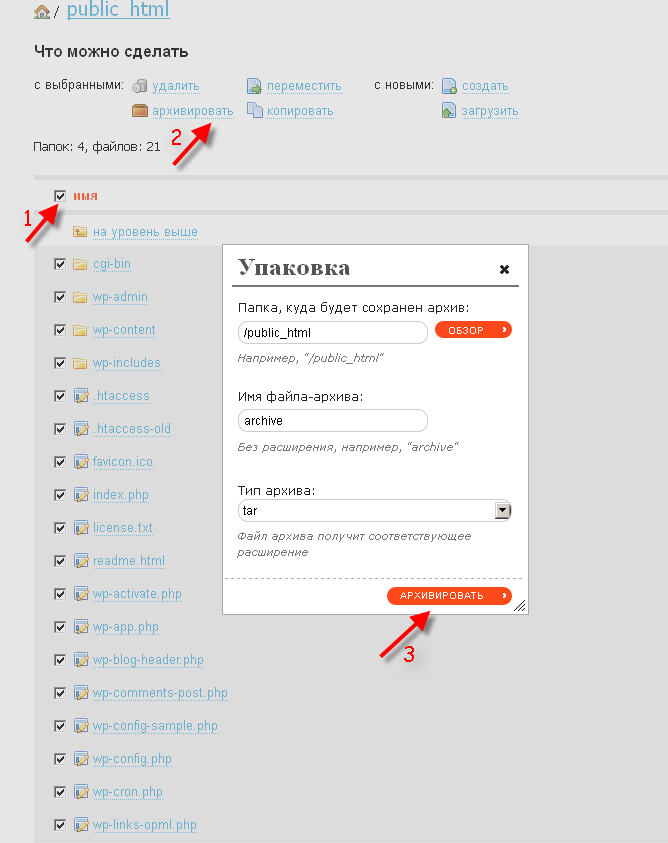 / public_html
Что можно сделать
с выбранными: удалить переместить с новыми: создать
архивировать копировать загрузить
2
Папок: 4, файлов: 21
имя
1
на уровень выше
cgi-bin
wp-admin
wp-content
wp-includes
.htaccess
.htaccess-old
favicon.ico
index.php
license.txt
readme.html
wp-activate.php
wp-app.php
wp-blog-header.php
wp-comments-post.php
wp-config-sample.php
wp-config.php
wp-cron.php
wp-links-opml.php
Упаковка
Папка, куда будет сохранен архив:
/public_html ОБЗОР
Например, "/public_html"
Имя файла-архива:
archive
Без расширения, например, "archive"
Тип архива:
tar
Файл архива получит соответствующее
расширение
АРХИВИРОВАТЬ
3